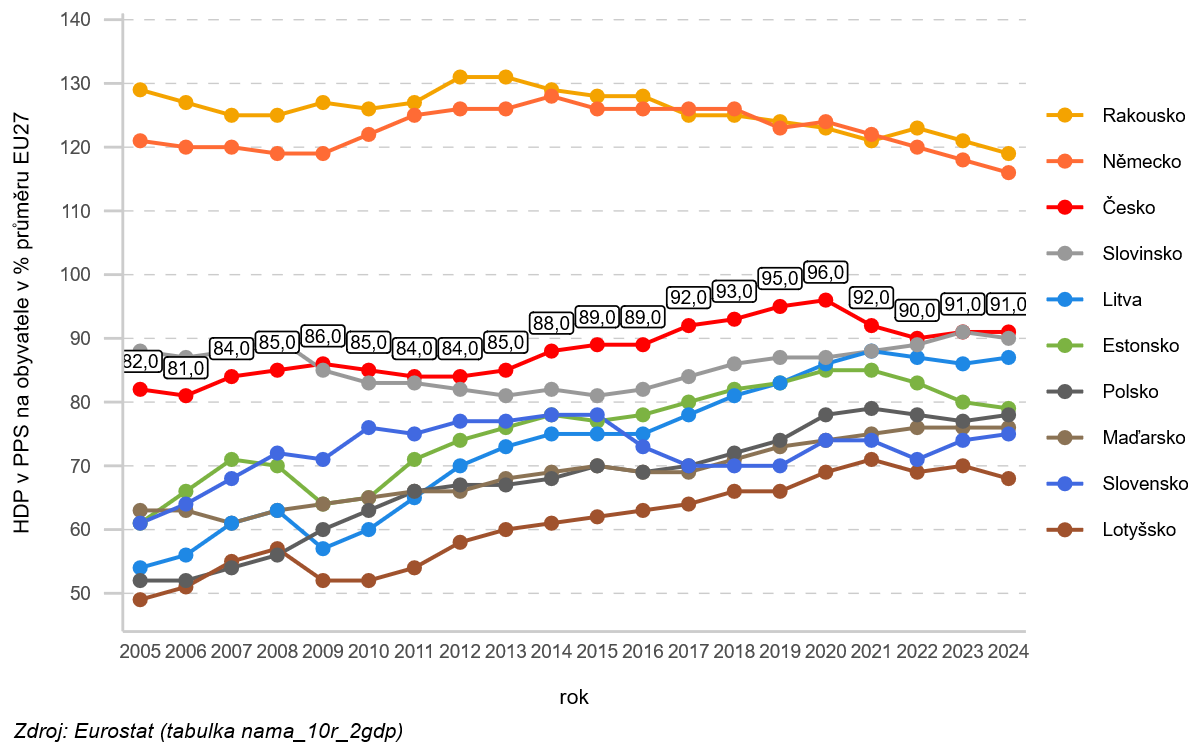 HDP v PPS na obyvatele v % průměru EU27
140
130
120
110
100
90
80
70
60
50
82,0 81,0 84,0 85,0 86,0 85,0 84,0 84,0 85,0 88,0 89,0 89,0 92,0 93,0 95,0 96,0 92,0 90,0 91,0 91,0
2005 2006 2007 2008 2009 2010 2011 2012 2013 2014 2015 2016 2017 2018 2019 2020 2021 2022 2023 2024
rok
Rakousko
Německo
Česko
Slovinsko
Litva
Estonsko
Polsko
Maďarsko
Slovensko
Lotyšsko
Zdroj: Eurostat (tabulka nama_10r_2gdp)